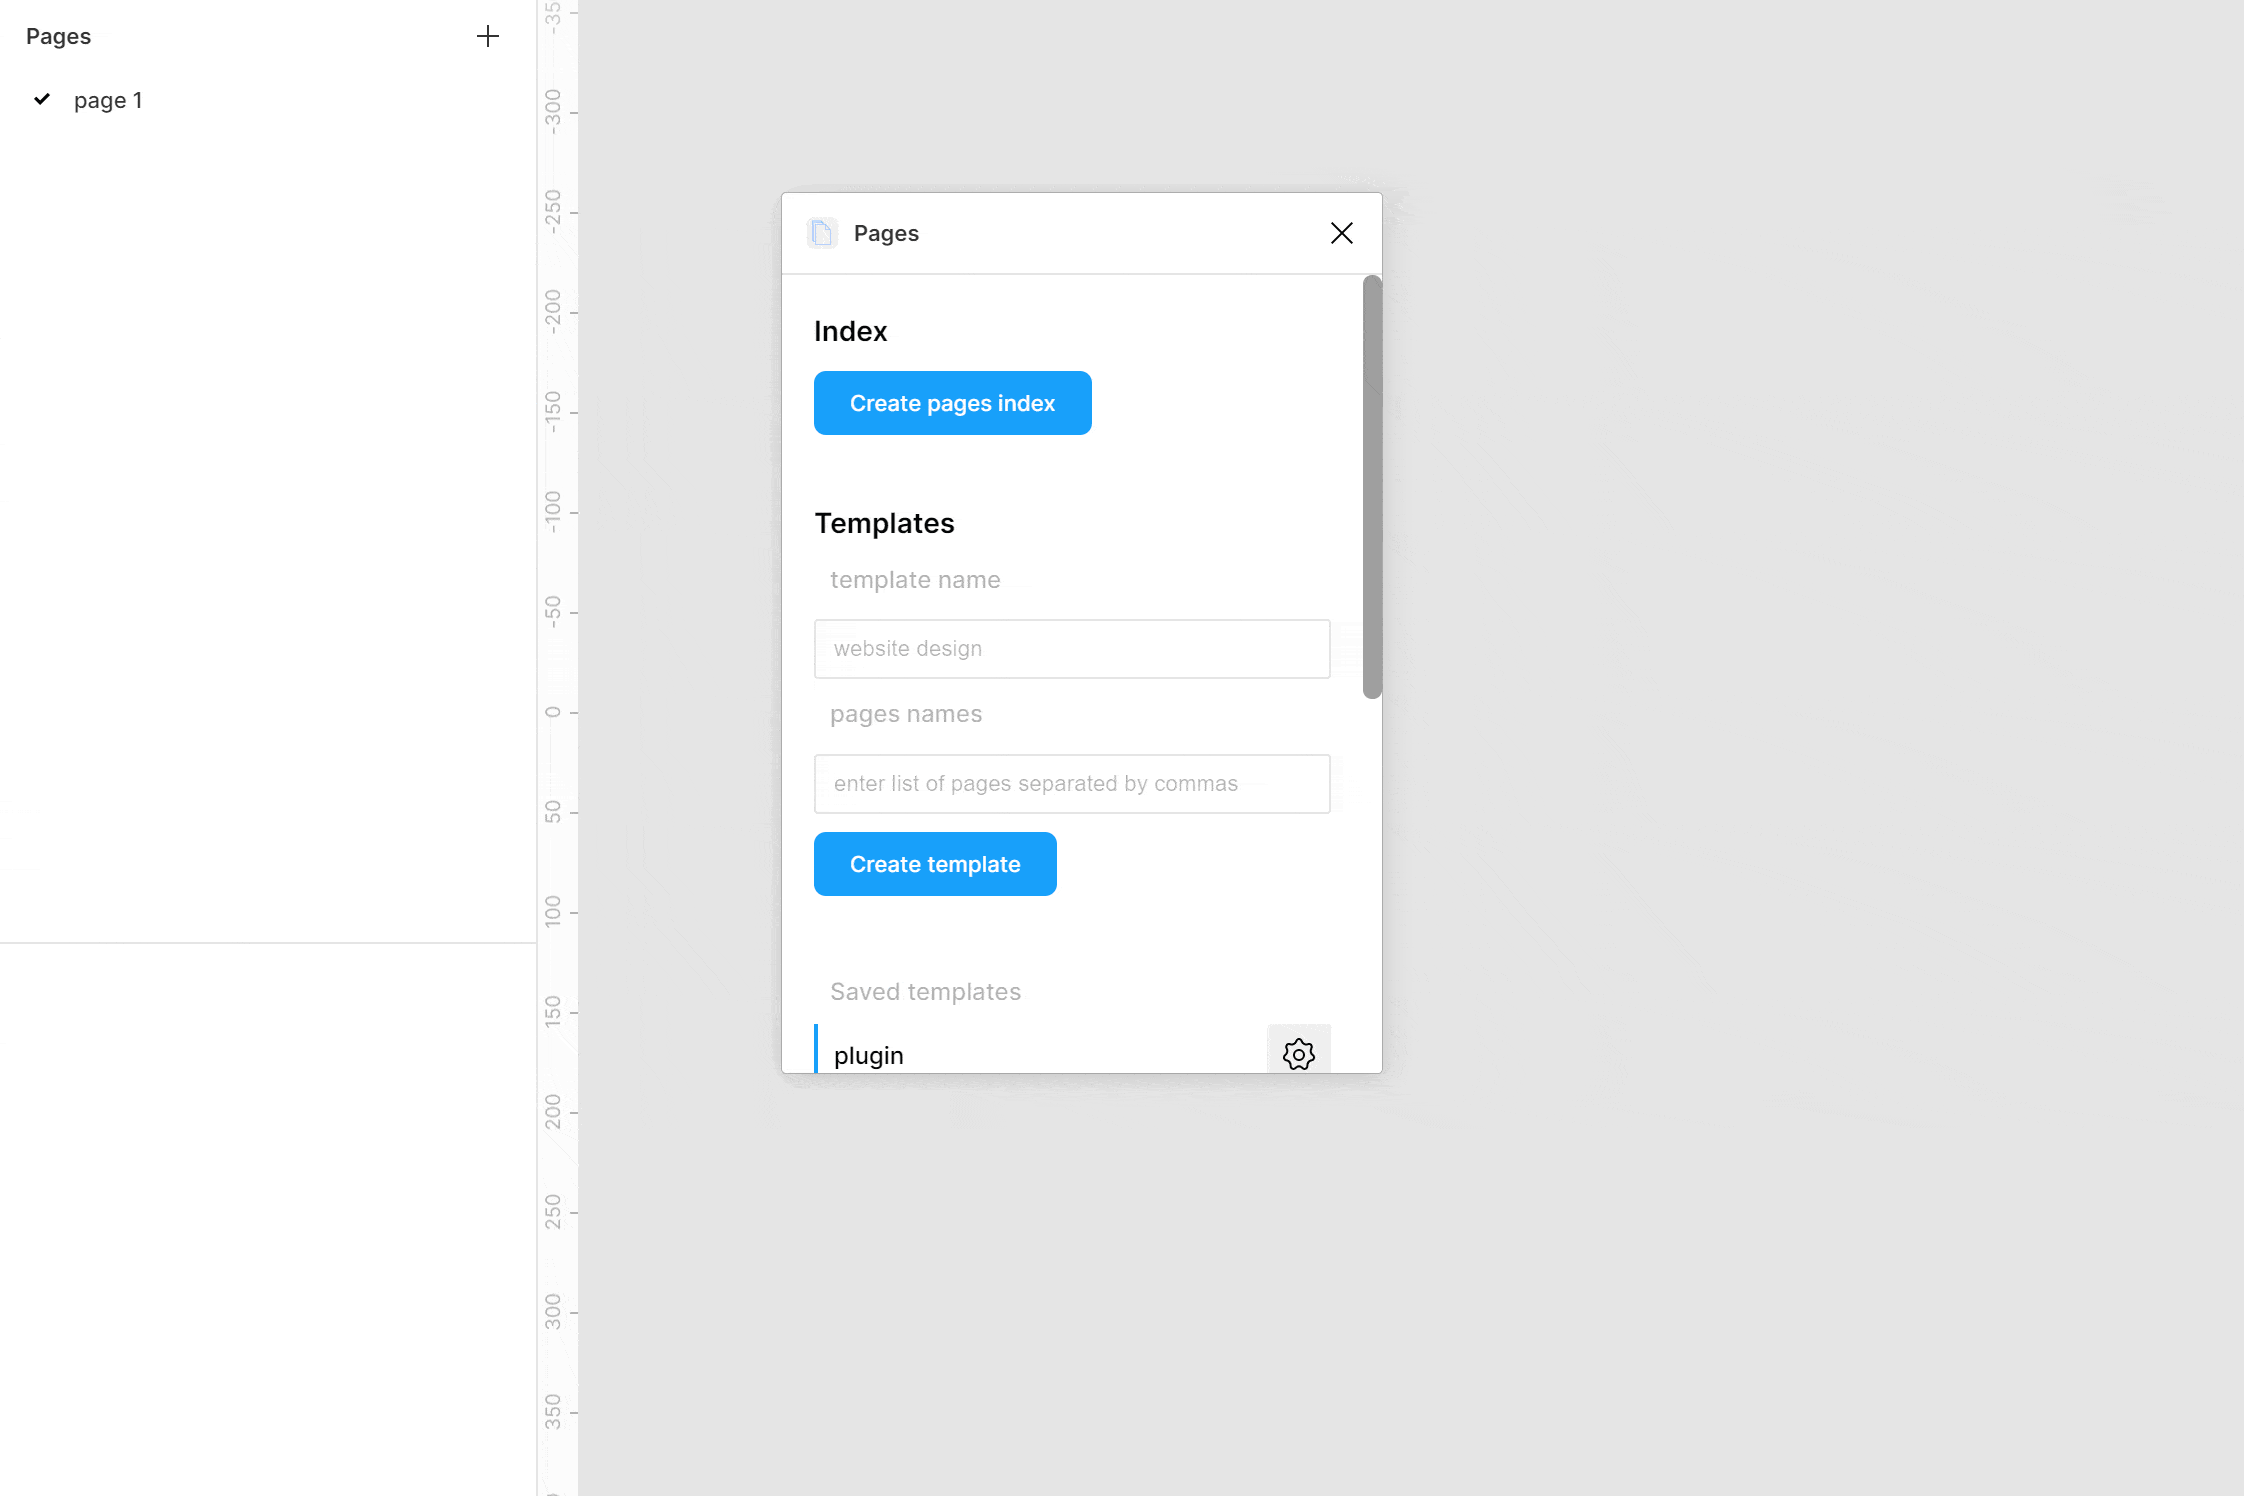 Pages
page 1
-35
-300
-250
-200
-150
-100
-50
0
50
100
150
200
250
300
350
Pages
Index
Create pages index
Templates
template name
website design
pages names
enter list of pages separated by commas
Create template
Saved templates
plugin